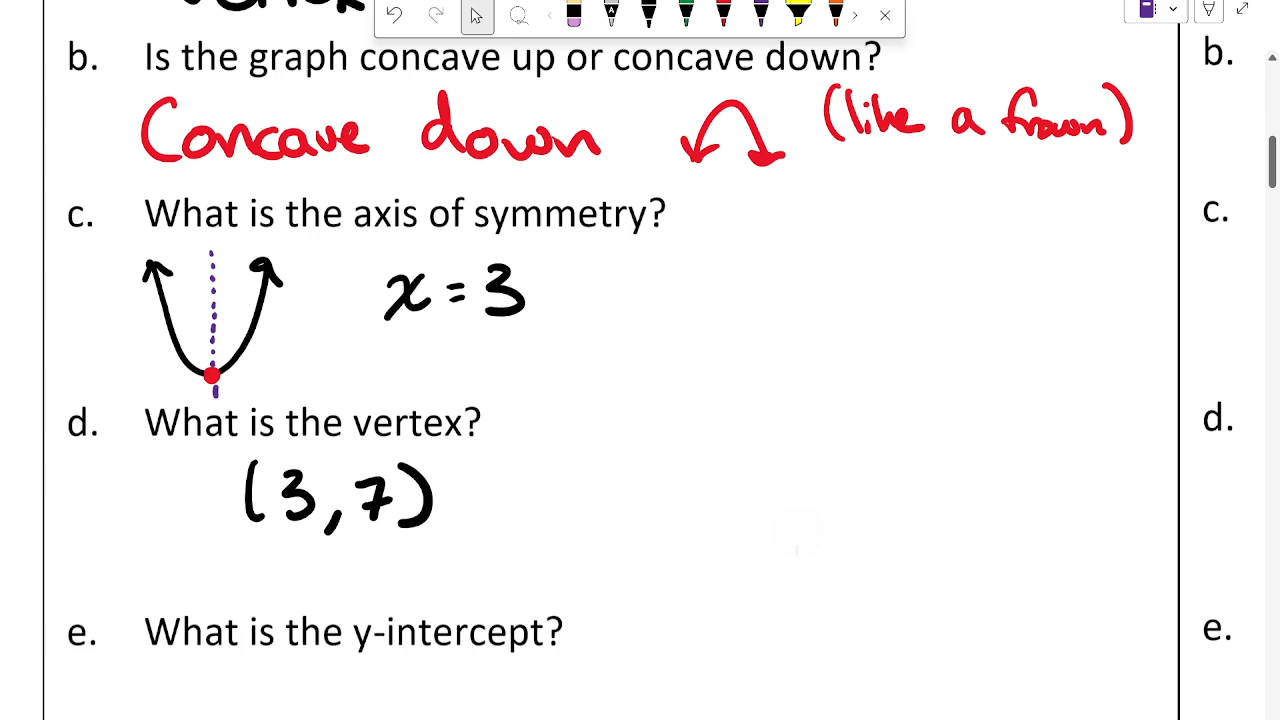 vertex
b. Is the graph concave up or concave down?
b.
Concave down (like a frown)
c. What is the axis of symmetry?
c.
x = 3
d. What is the vertex?
d.
(3, 7)
e. What is the y-intercept?
e.